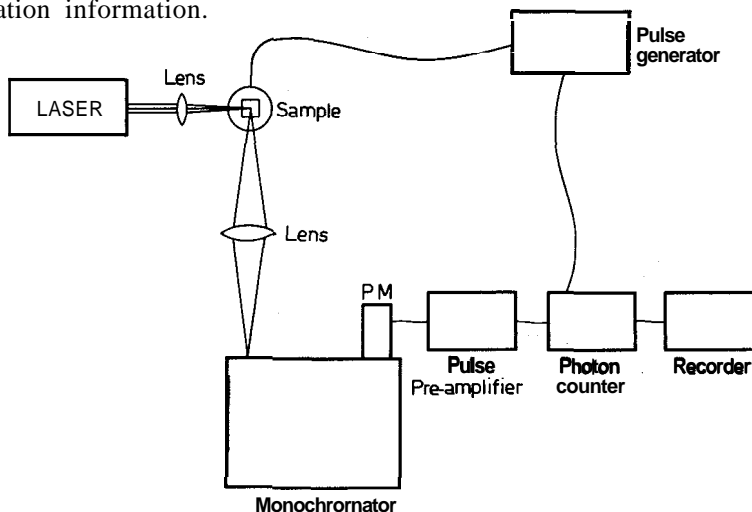 ation information.
Pulse
generator
Lens
LASER
Sample
Lens
PM
Pulse
Pre-amplifier
Photon
counter
Recorder
Monochrornator